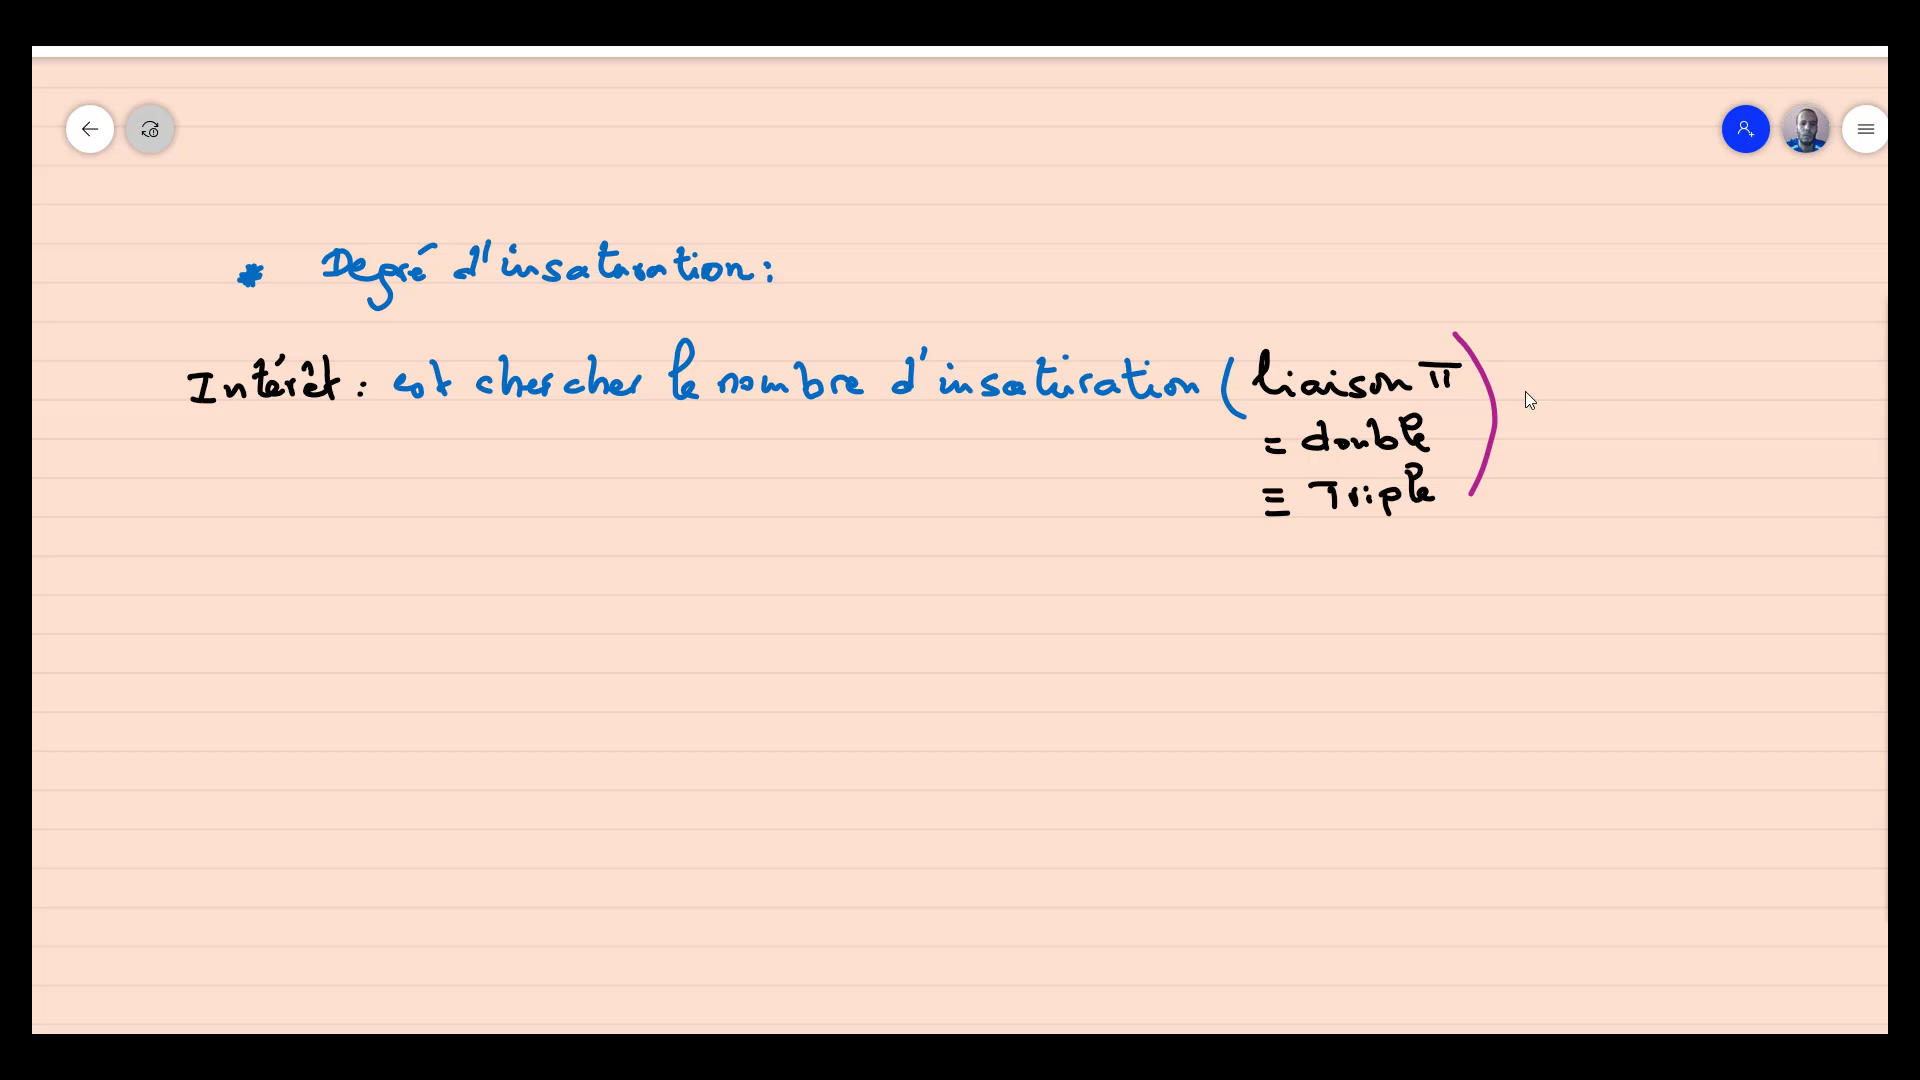 * Degré d'insaturation :
Intérêt : est chercher le nombre d'insaturation ( liaison π
= double
≡ Triple )